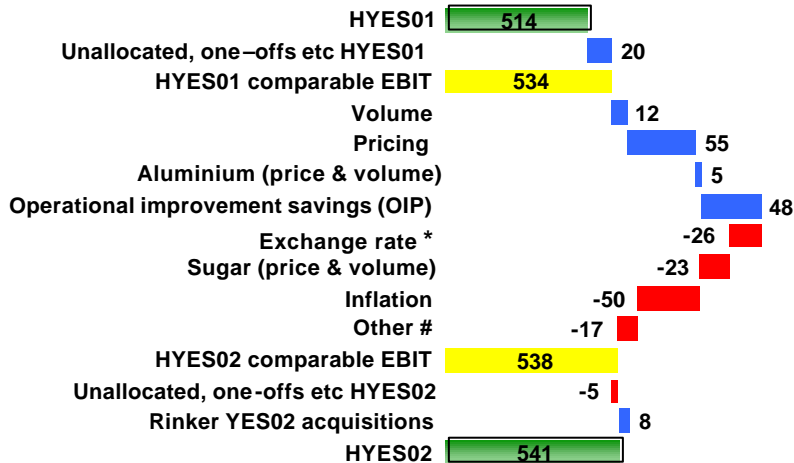 HYES01 514
Unallocated, one–offs etc HYES01 20
HYES01 comparable EBIT 534
Volume 12
Pricing 55
Aluminium (price & volume) 5
Operational improvement savings (OIP) 48
Exchange rate * -26
Sugar (price & volume) -23
Inflation -50
Other # -17
HYES02 comparable EBIT 538
Unallocated, one-offs etc HYES02 -5
Rinker YES02 acquisitions 8
HYES02 541